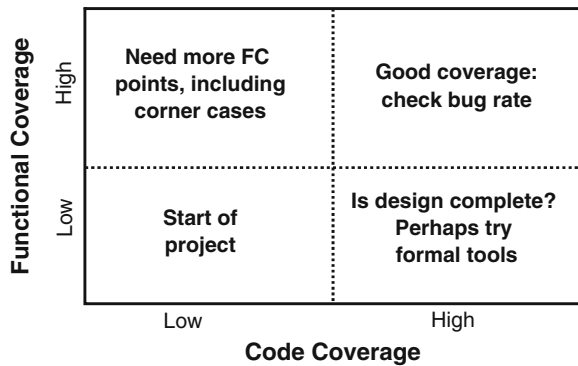 Functional Coverage
High
Low
Need more FC
points, including
corner cases
Good coverage:
check bug rate
Start of
project
Is design complete?
Perhaps try
formal tools
Low
High
Code Coverage